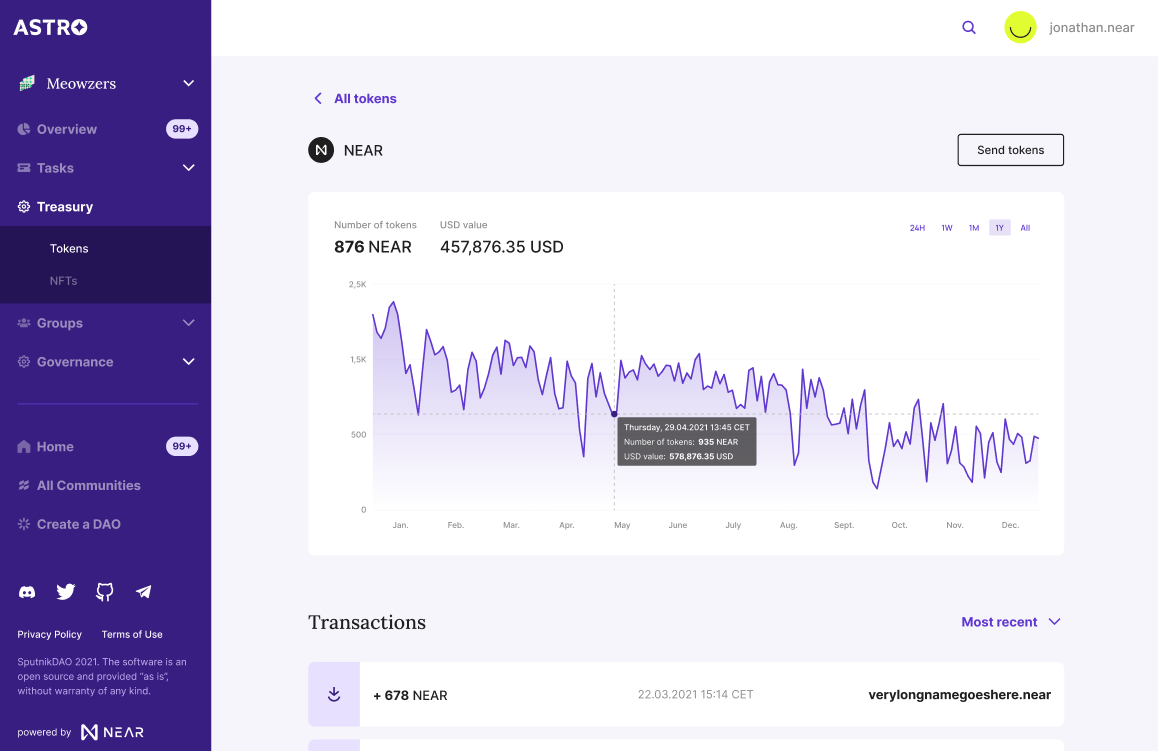 ASTRO
jonathan.near
Meowzers
Overview 99+
Tasks
Treasury
Tokens
NFTs
Groups
Governance
Home 99+
All Communities
Create a DAO
Privacy Policy Terms of Use
SputnikDAO 2021. The software is an
open source and provided “as is”,
without warranty of any kind.
powered by NEAR
All tokens
NEAR
Send tokens
Number of tokens USD value
876 NEAR 457,876.35 USD
24H 1W 1M 1Y All
2,5K
1,5K
500
0
Thursday, 29.04.2021 13:45 CET
Number of tokens: 935 NEAR
USD value: 578,876.35 USD
Jan. Feb. Mar. Apr. May June July Aug. Sept. Oct. Nov. Dec.
Transactions
Most recent
+ 678 NEAR 22.03.2021 15:14 CET verylongnamegoeshere.near